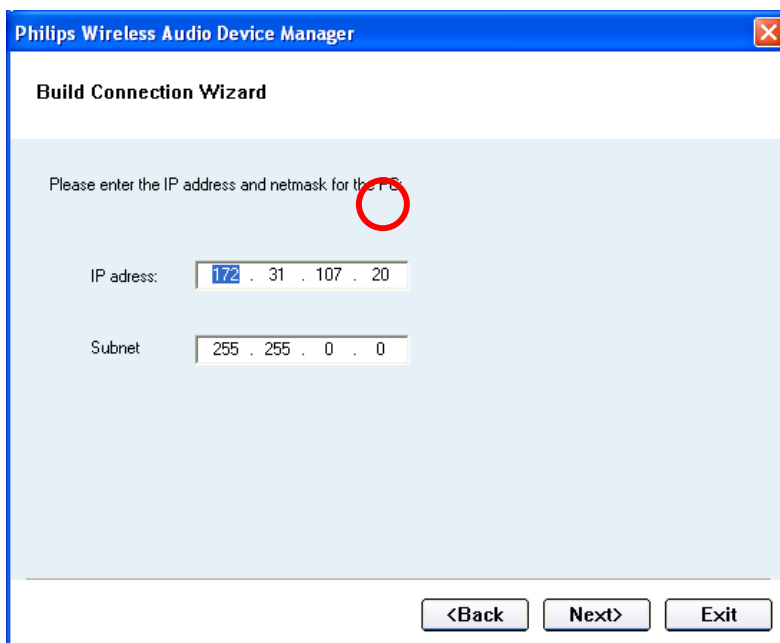 Philips Wireless Audio Device Manager
Build Connection Wizard
Please enter the IP address and netmask for the PC:
IP adress: 172 . 31 . 107 . 20
Subnet 255 . 255 . 0 . 0
<Back Next> Exit